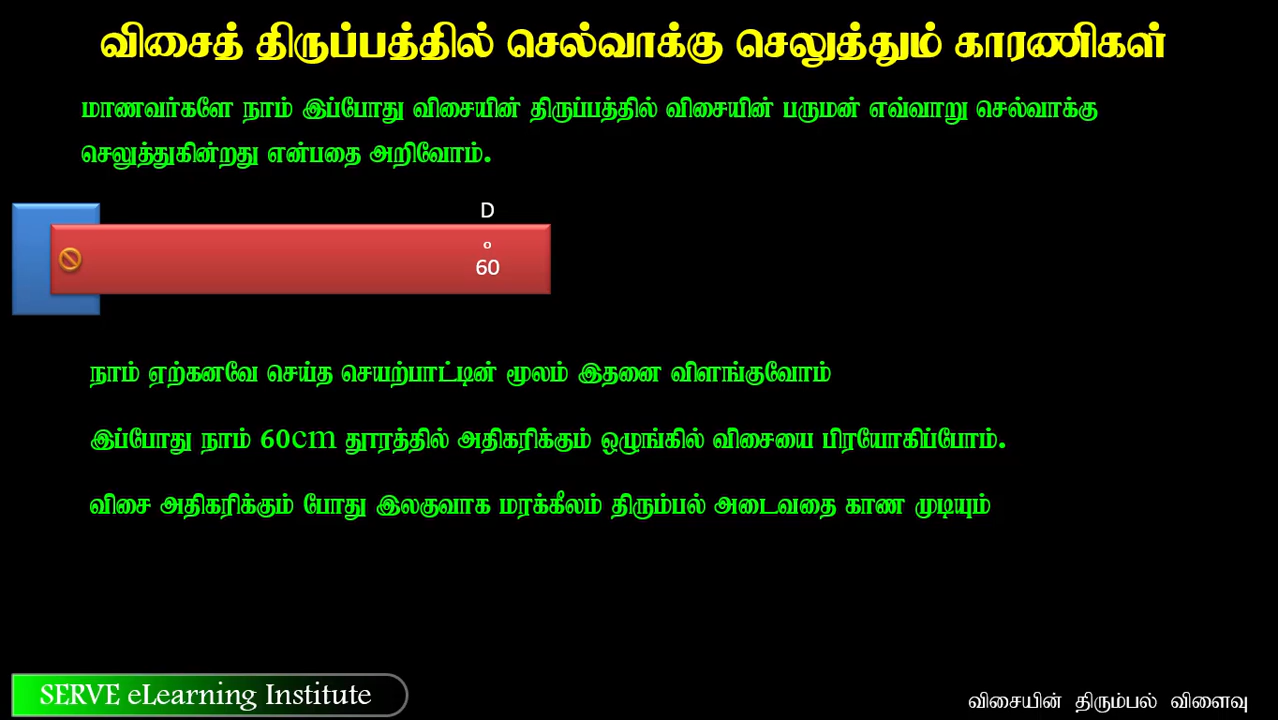 விசைத் திருப்பத்தில் செல்வாக்கு செலுத்தும் காரணிகள்
மாணவர்களே நாம் இப்போது விசையின் திருப்பத்தில் விசையின் பருமன் எவ்வாறு செல்வாக்கு
செலுத்துகின்றது என்பதை அறிவோம்.
D
o
60
நாம் ஏற்கனவே செய்த செயற்பாட்டின் மூலம் இதனை விளங்குவோம்
இப்போது நாம் 60cm தூரத்தில் அதிகரிக்கும் ஒழுங்கில் விசையை பிரயோகிப்போம்.
விசை அதிகரிக்கும் போது இலகுவாக மரக்கீலம் திரும்பல் அடைவதை காண முடியும்
SERVE eLearning Institute
விசையின் திரும்பல் விளைவு